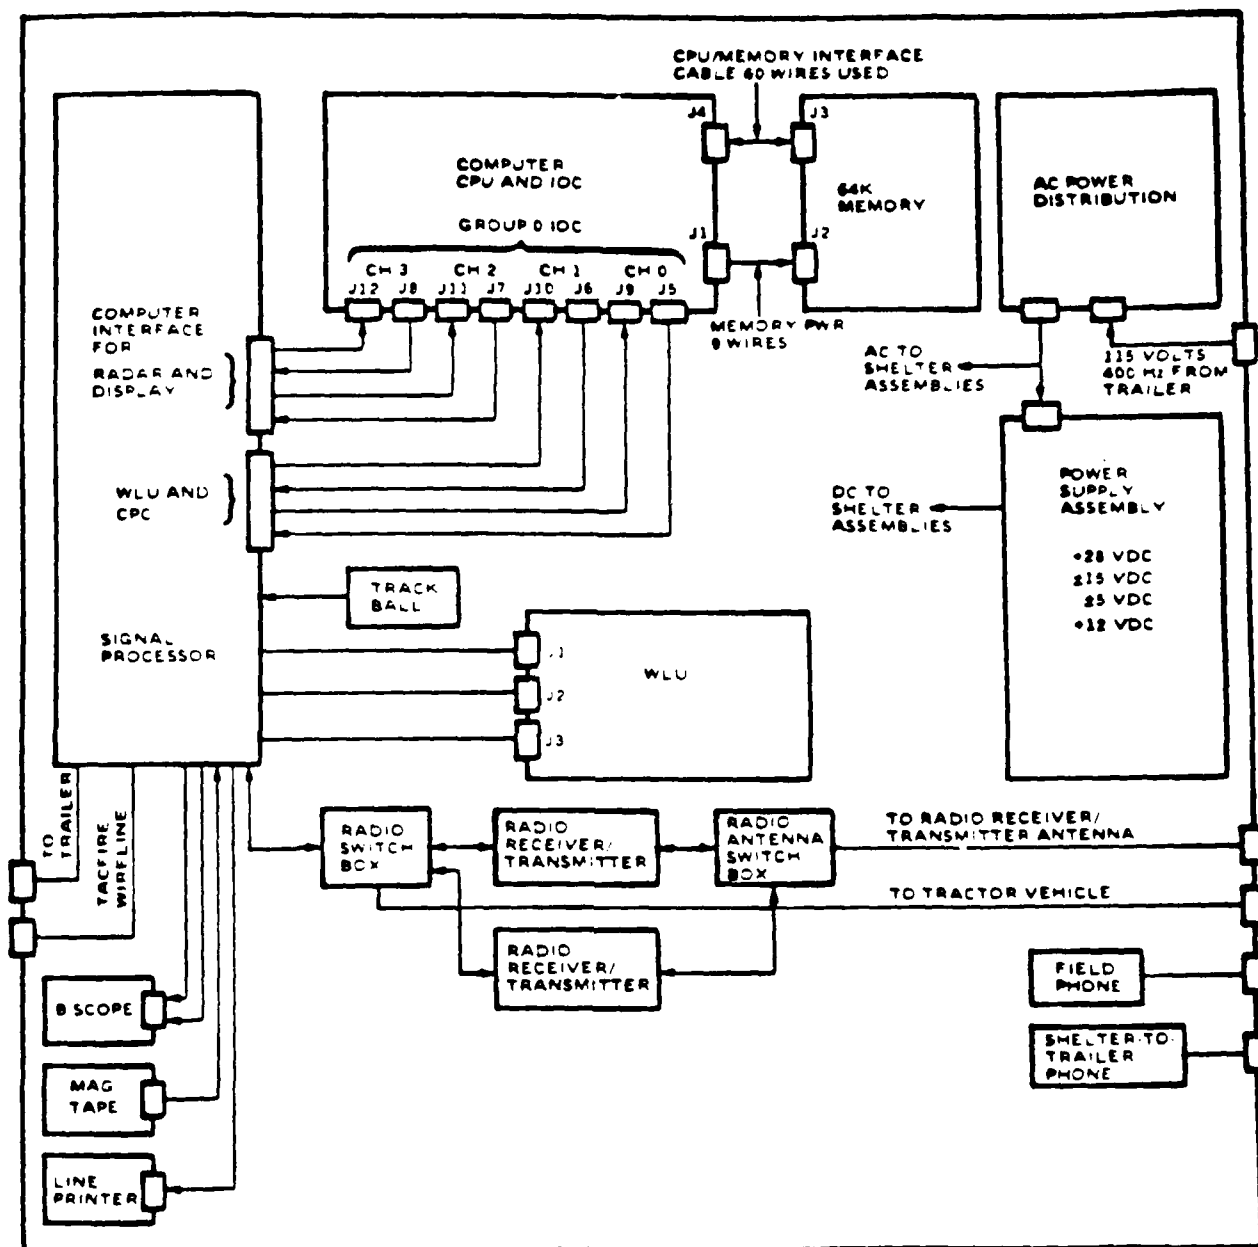 CPU/MEMORY INTERFACE
CABLE 60 WIRES USED
J4
J3
COMPUTER
CPU AND IOC
64K
MEMORY
AC POWER
DISTRIBUTION
GROUP 0 IOC
J1
J2
CH 3
CH 2
CH 1
CH 0
J12
J8
J11
J7
J10
J6
J9
J5
MEMORY PWR
9 WIRES
COMPUTER
INTERFACE
FOR
RADAR AND
DISPLAY
AC TO
SHELTER
ASSEMBLIES
115 VOLTS
400 Hz FROM
TRAILER
WLU AND
CPC
DC TO
SHELTER
ASSEMBLIES
POWER
SUPPLY
ASSEMBLY
+28 VDC
±15 VDC
±5 VDC
+12 VDC
TRACK
BALL
SIGNAL
PROCESSOR
J1
J2
J3
WLU
TO
TRAILER
TACFIRE
WIRELINE
RADIO
SWITCH
BOX
RADIO
RECEIVER/
TRANSMITTER
RADIO
ANTENNA
SWITCH
BOX
TO RADIO RECEIVER/
TRANSMITTER ANTENNA
TO TRACTOR VEHICLE
RADIO
RECEIVER/
TRANSMITTER
FIELD
PHONE
B SCOPE
SHELTER-TO-
TRAILER
PHONE
MAG
TAPE
LINE
PRINTER